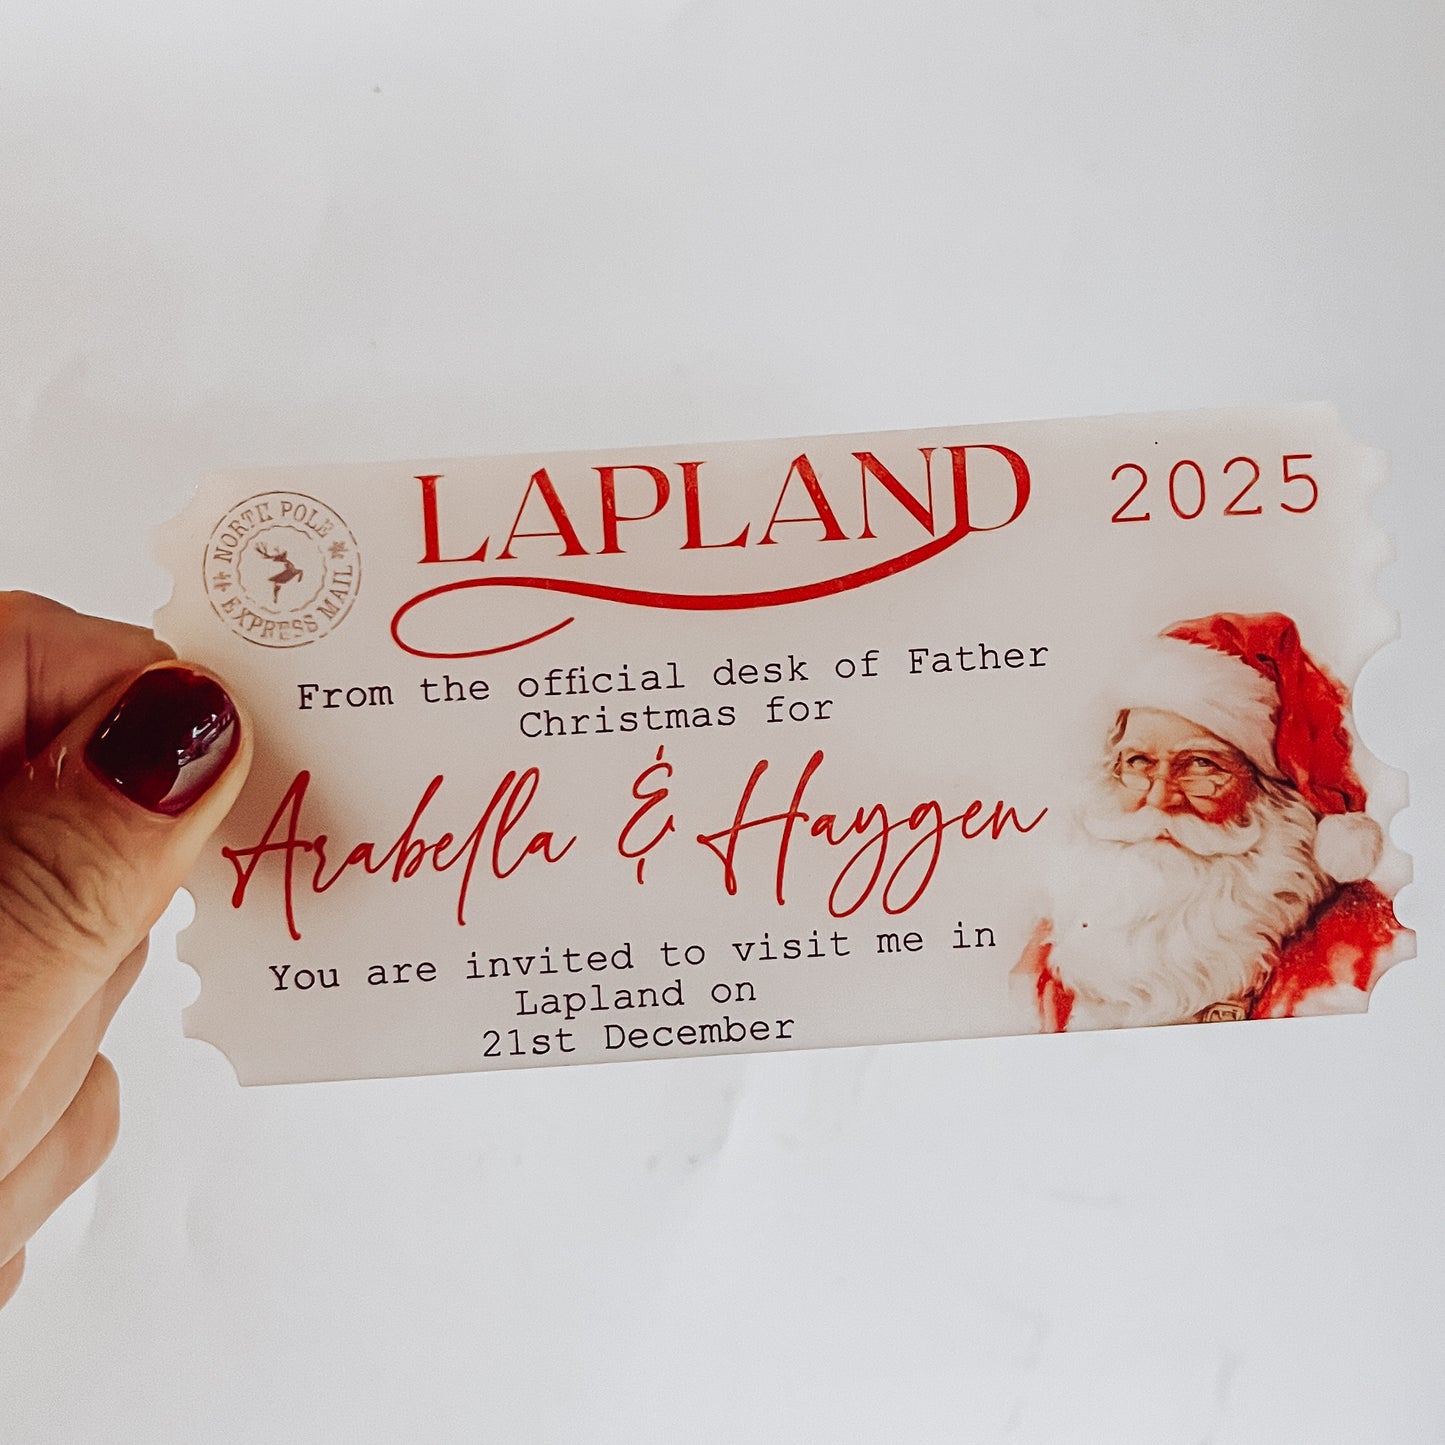 LAPLAND
2025
NORTH POLE
EXPRESS MAIL
From the official desk of Father
Christmas for
Arabella & Haygen
You are invited to visit me in
Lapland on
21st December